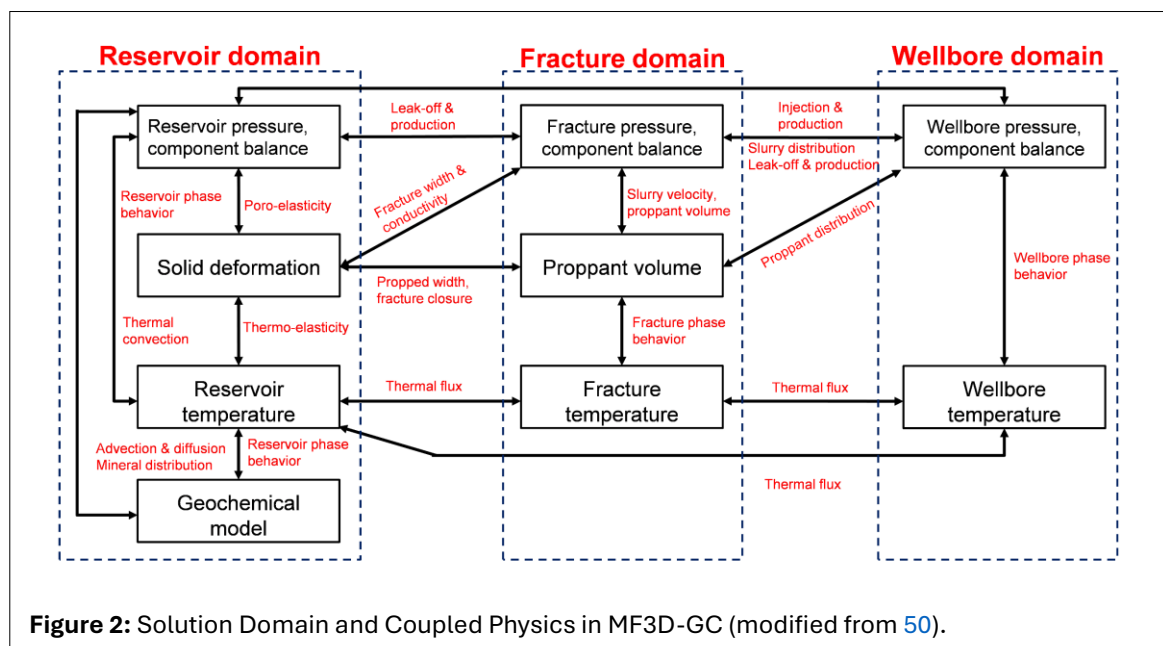 Reservoir domain
Fracture domain
Wellbore domain
Reservoir pressure,
component balance
Leak-off &
production
Fracture pressure,
component balance
Injection &
production
Slurry distribution
Leak-off & production
Wellbore pressure,
component balance
Reservoir phase
behavior
Poro-elasticity
Fracture width &
conductivity
Slurry velocity,
proppant volume
Proppant distribution
Solid deformation
Propped width,
fracture closure
Proppant volume
Wellbore phase
behavior
Thermal
convection
Thermo-elasticity
Fracture phase
behavior
Reservoir
temperature
Thermal flux
Fracture
temperature
Thermal flux
Wellbore
temperature
Advection & diffusion
Mineral distribution
Reservoir phase
behavior
Thermal flux
Geochemical
model
Figure 2: Solution Domain and Coupled Physics in MF3D-GC (modified from 50).